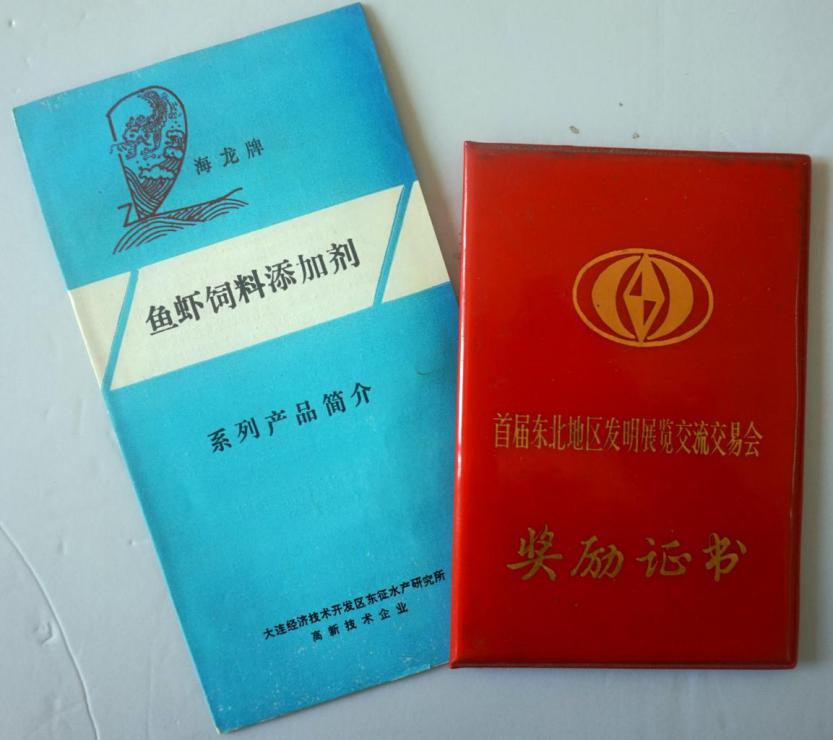 海龙牌
鱼虾饲料添加剂
系列产品简介
大连经济技术开发区东征水产研究所
高新技术企业
首届东北地区发明展览交流交易会
奖励证书